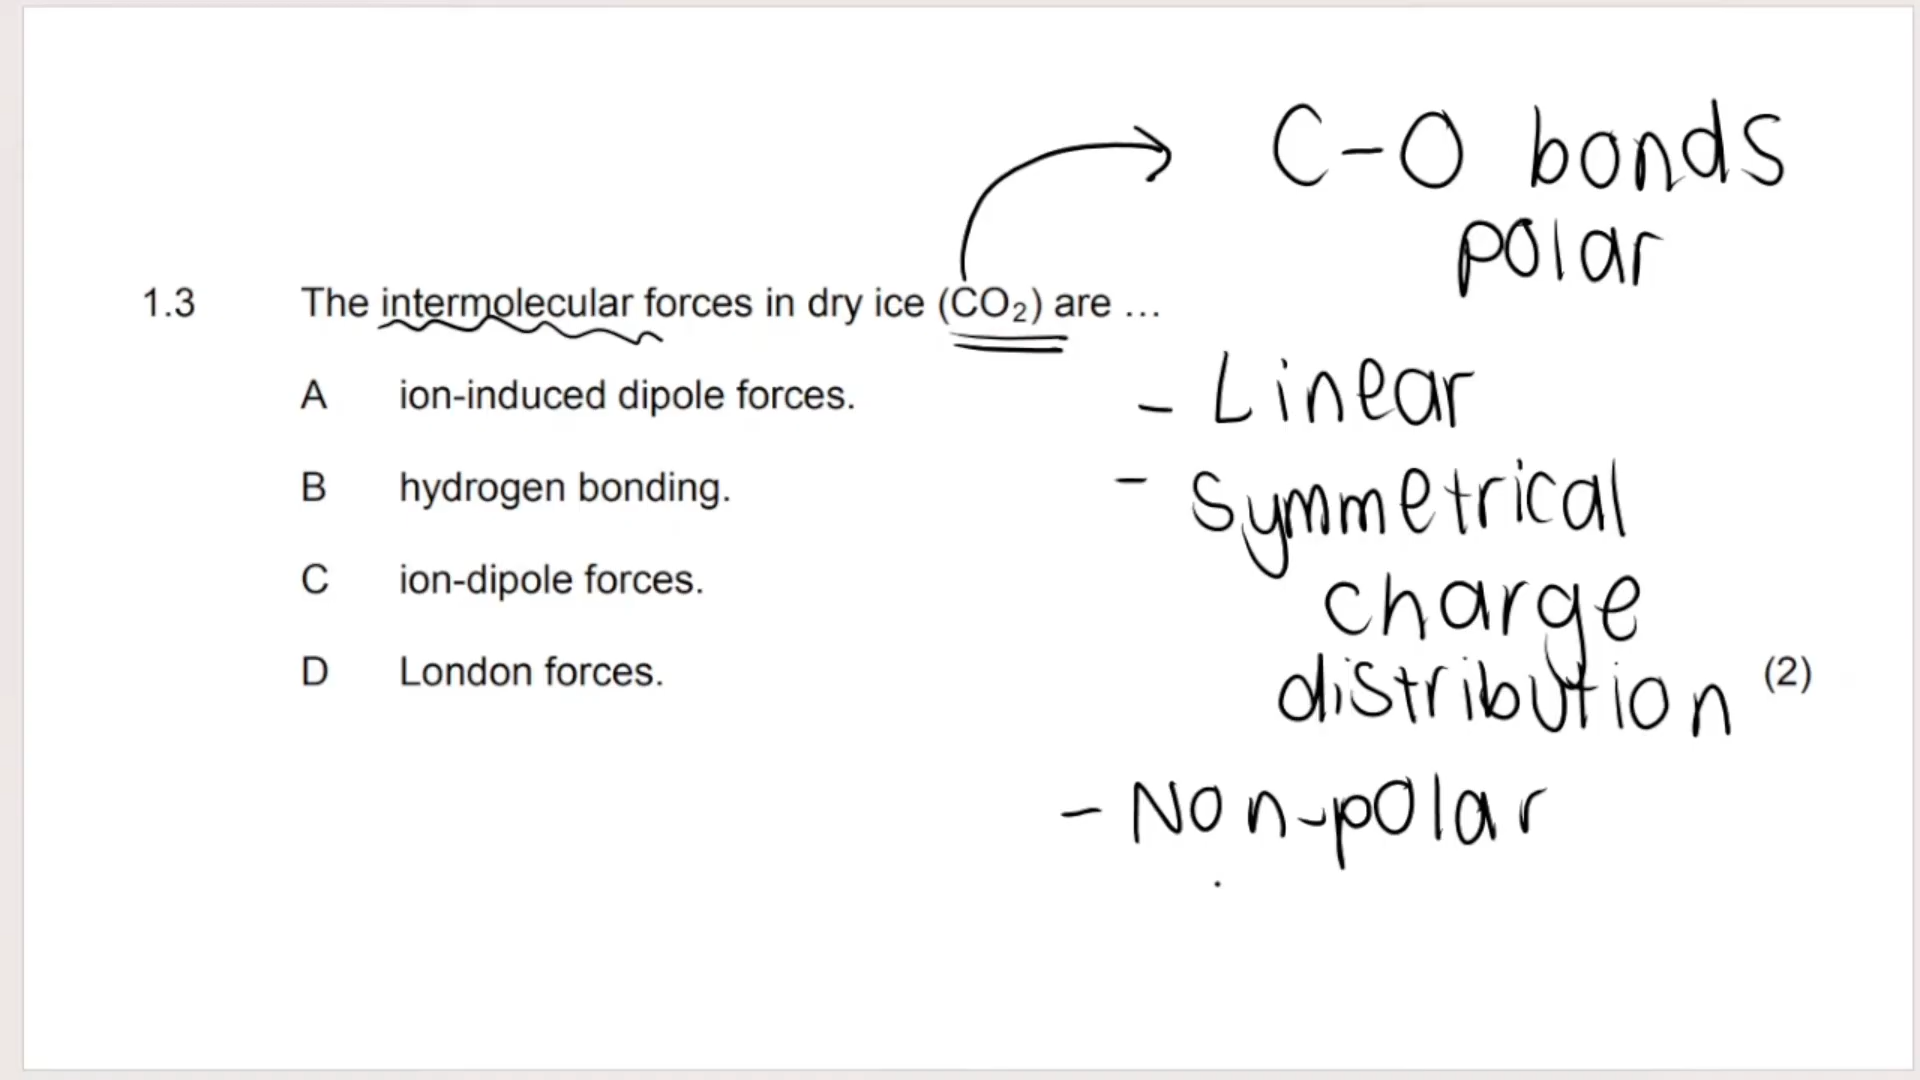 C-O bonds
polar
1.3 The intermolecular forces in dry ice (CO₂) are ...
A ion-induced dipole forces.
B hydrogen bonding.
C ion-dipole forces.
D London forces.
(2)
- Linear
- Symmetrical
charge
distribution
- Non-polar